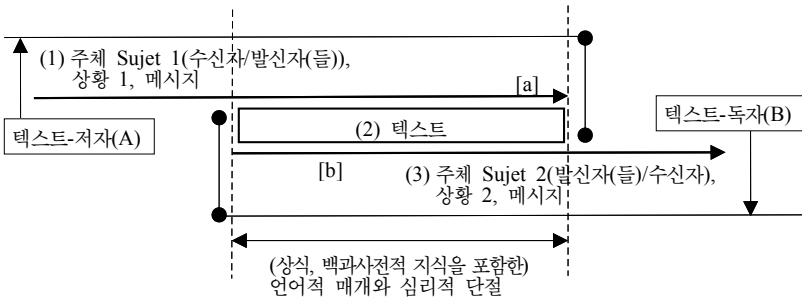 (1) 주체 Sujet 1(수신자/발신자(들)),
상황 1, 메시지
[a]
텍스트-저자(A)
(2) 텍스트
텍스트-독자(B)
[b]
(3) 주체 Sujet 2(발신자(들)/수신자),
상황 2, 메시지
(상식, 백과사전적 지식을 포함한)
언어적 매개와 심리적 단절